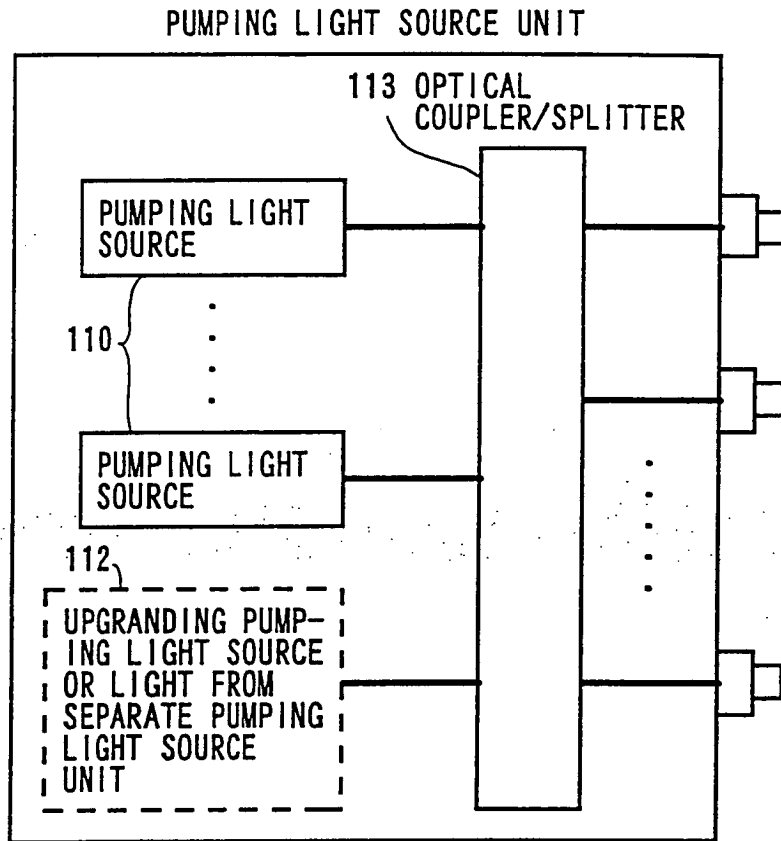 PUMPING LIGHT SOURCE UNIT
113 OPTICAL
COUPLER/SPLITTER
PUMPING LIGHT
SOURCE
110
PUMPING LIGHT
SOURCE
112
UPGRANDING PUMP-
ING LIGHT SOURCE
OR LIGHT FROM
SEPARATE PUMPING
LIGHT SOURCE
UNIT